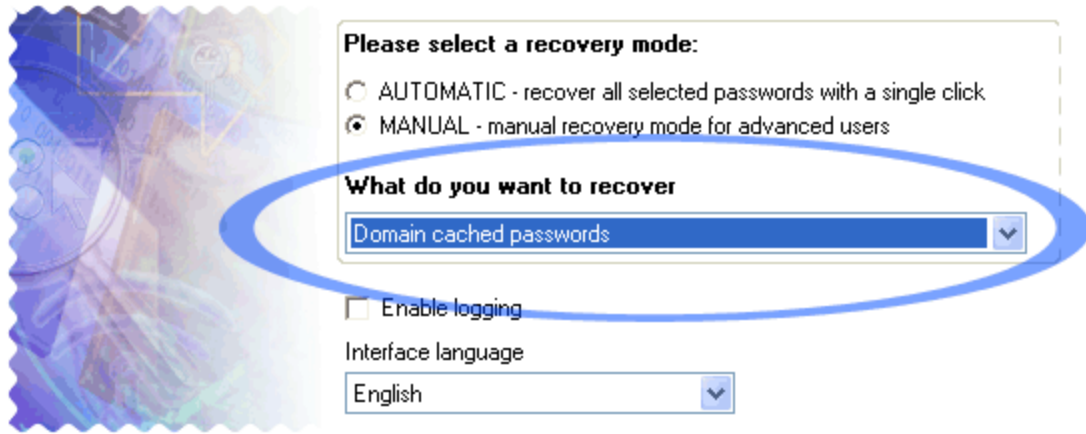 Please select a recovery mode:
AUTOMATIC - recover all selected passwords with a single click
MANUAL - manual recovery mode for advanced users
What do you want to recover
Domain cached passwords
Enable logging
Interface language
English